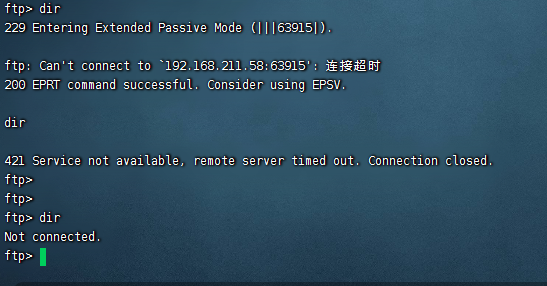 ftp> dir
229 Entering Extended Passive Mode (|||63915|).
ftp: Can't connect to `192.168.211.58:63915': 连接超时
200 EPRT command successful. Consider using EPSV.
dir
421 Service not available, remote server timed out. Connection closed.
ftp>
ftp>
ftp> dir
Not connected.
ftp>